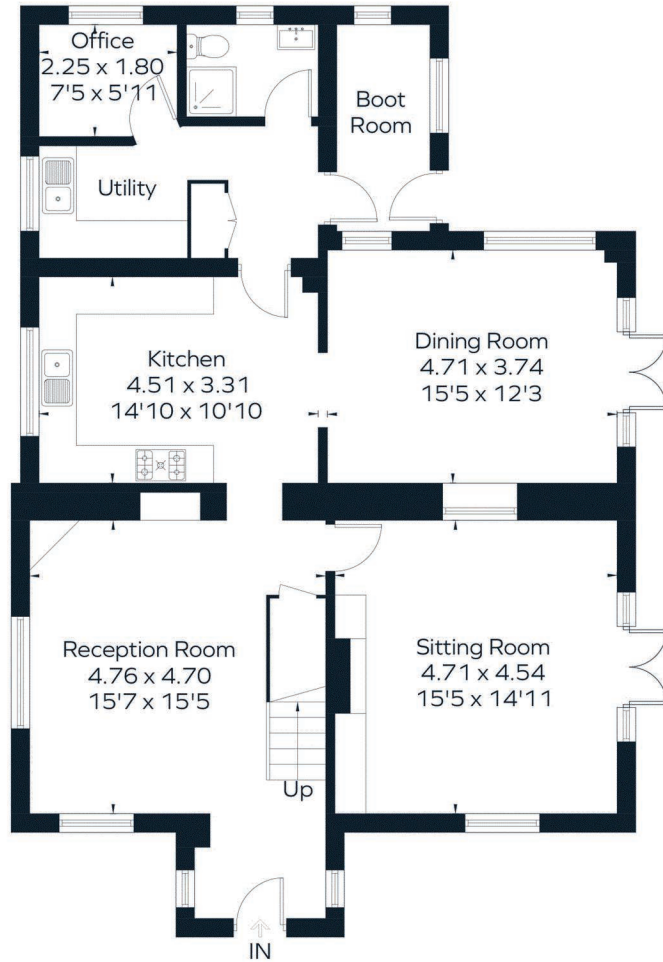 Office
2.25 x 1.80
7'5 x 5'11
Boot
Room
Utility
Kitchen
4.51 x 3.31
14'10 x 10'10
Dining Room
4.71 x 3.74
15'5 x 12'3
Reception Room
4.76 x 4.70
15'7 x 15'5
Sitting Room
4.71 x 4.54
15'5 x 14'11
Up
IN